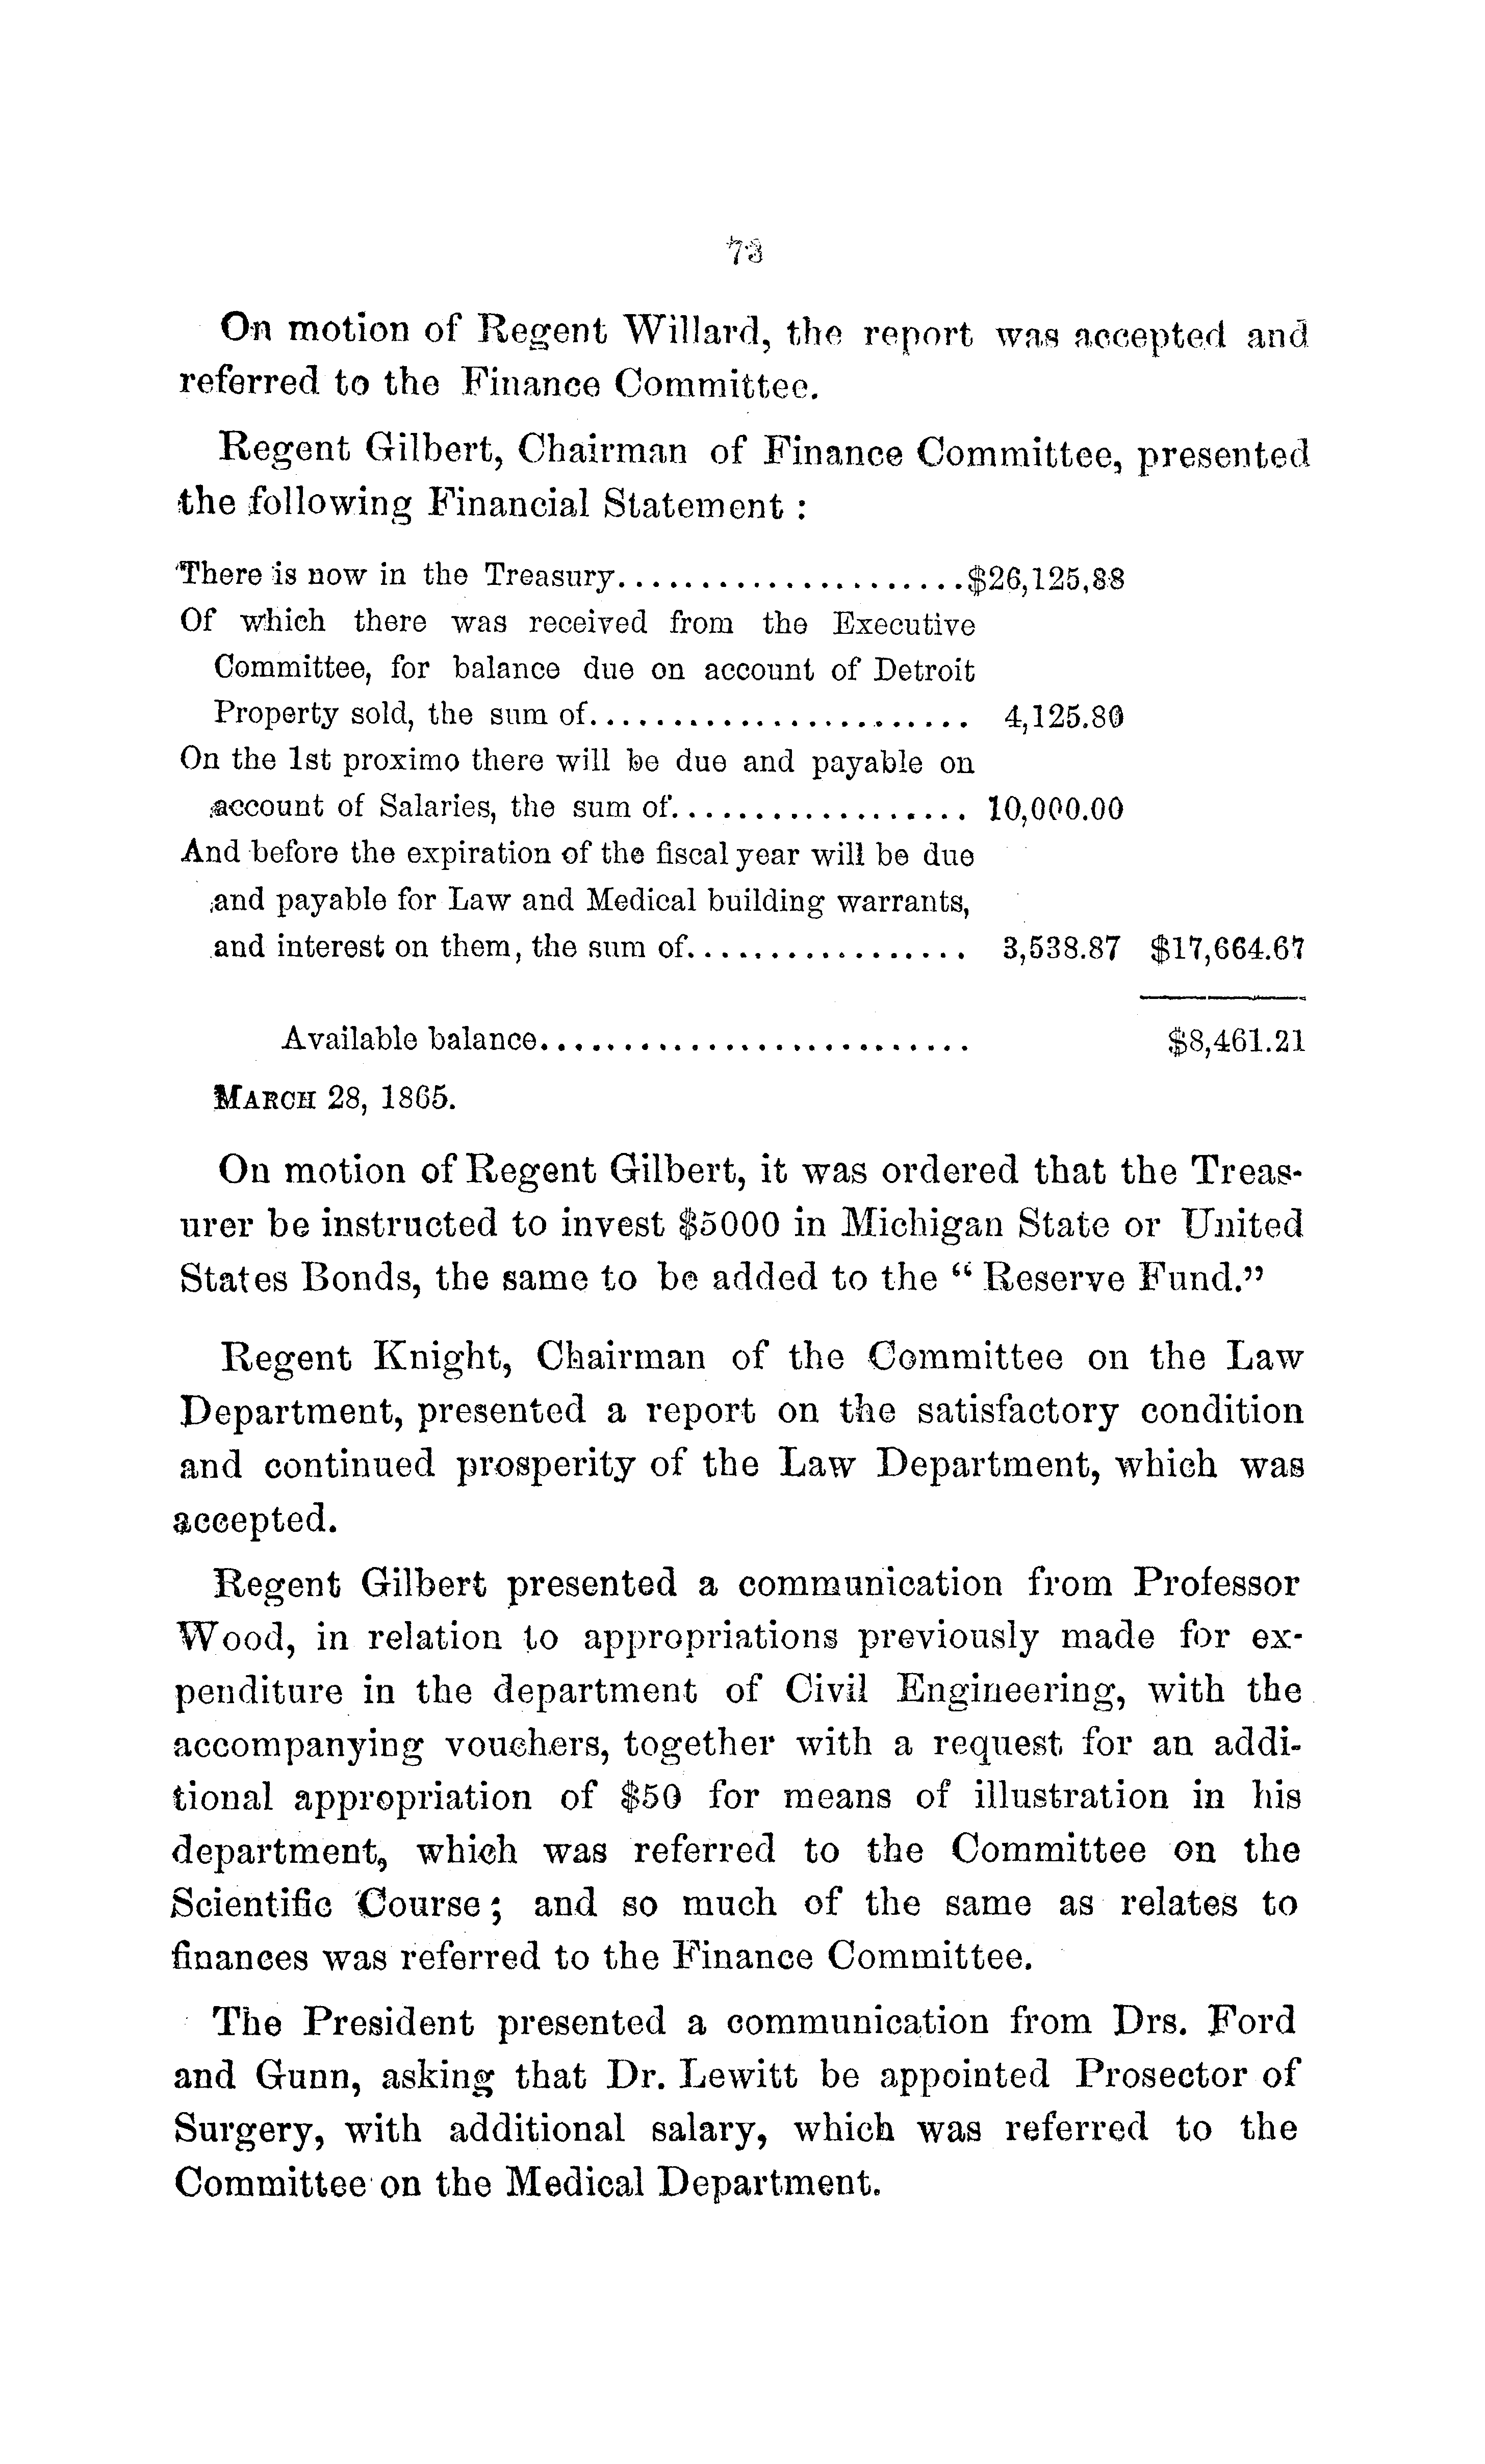 73
On motion of Regent Willard, the report was accepted and
referred to the Finance Committee.
Regent Gilbert, Chairman of Finance Committee, presented
the following Financial Statement :
There is now in the Treasury.....................$26,125,88
Of which there was received from the Executive
Committee, for balance due on account of Detroit
Property sold, the sum of....................... 4,125.80
On the 1st proximo there will be due and payable on
account of Salaries, the sum of.................. 10,000.00
And before the expiration of the fiscal year will be due
and payable for Law and Medical building warrants,
and interest on them, the sum of................. 3,538.87 $17,664.67
Available balance.......................... $8,461.21
MARCH 28, 1865.
On motion of Regent Gilbert, it was ordered that the Treas-
urer be instructed to invest $5000 in Michigan State or United
States Bonds, the same to be added to the “ Reserve Fund.”
Regent Knight, Chairman of the Committee on the Law
Department, presented a report on the satisfactory condition
and continued prosperity of the Law Department, which was
accepted.
Regent Gilbert presented a communication from Professor
Wood, in relation to appropriations previously made for ex-
penditure in the department of Civil Engineering, with the
accompanying vouchers, together with a request for an addi-
tional appropriation of $50 for means of illustration in his
department, which was referred to the Committee on the
Scientific Course ; and so much of the same as relates to
finances was referred to the Finance Committee.
The President presented a communication from Drs. Ford
and Gunn, asking that Dr. Lewitt be appointed Prosector of
Surgery, with additional salary, which was referred to the
Committee on the Medical Department.